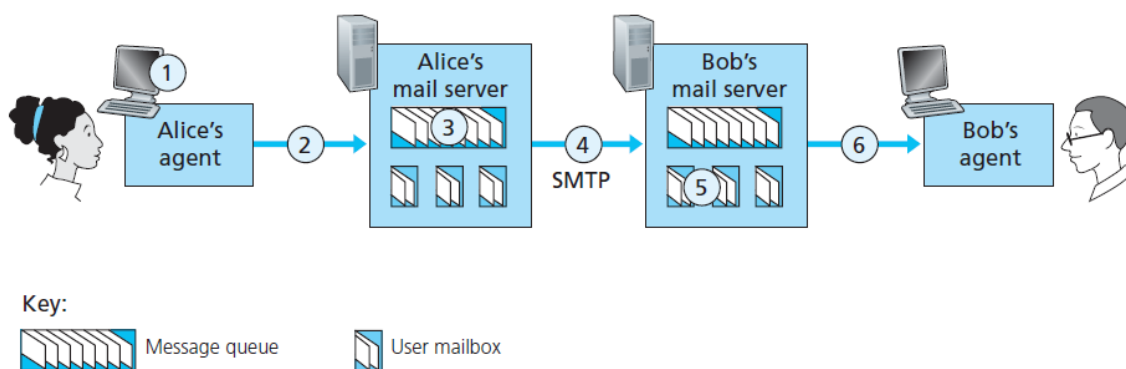 1
Alice's
agent
2
Alice's
mail server
3
4
SMTP
Bob's
mail server
5
6
Bob's
agent
Key:
Message queue
User mailbox